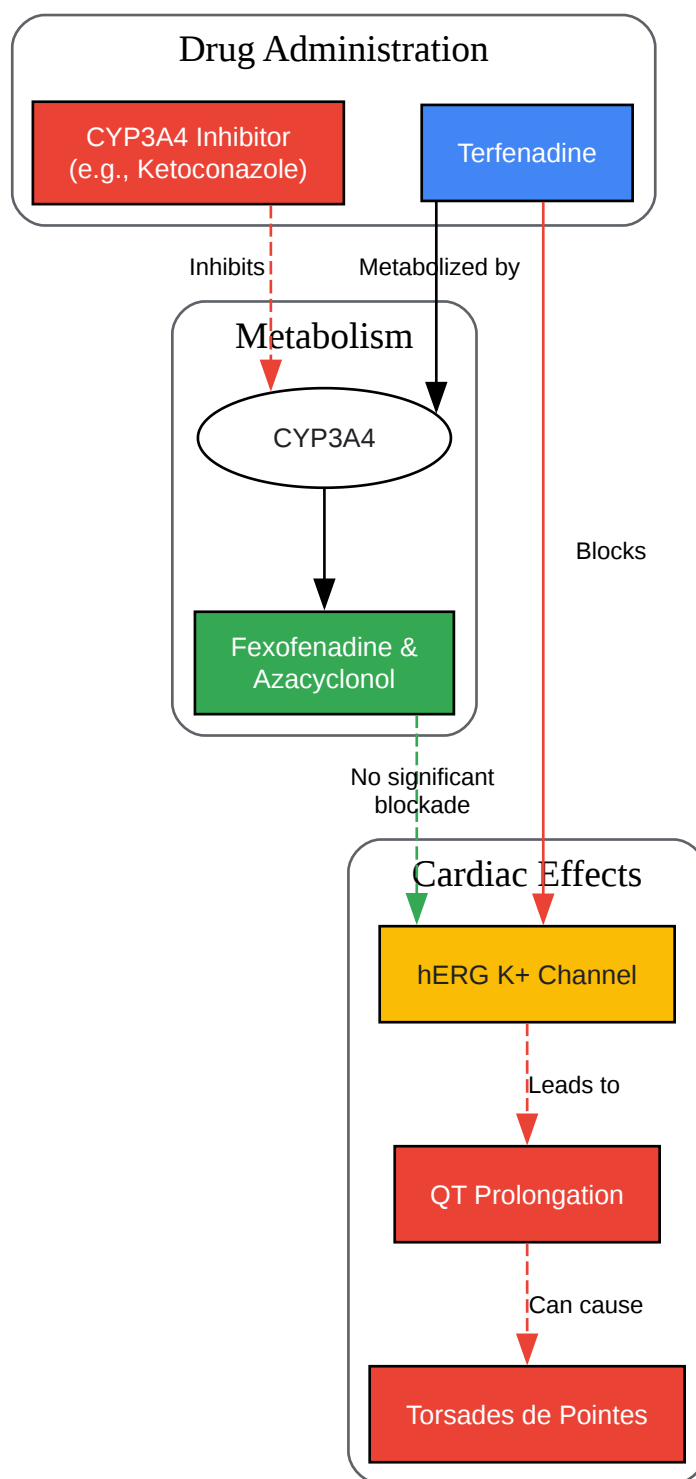 Drug Administration
CYP3A4 Inhibitor
(e.g., Ketoconazole)
Terfenadine
Inhibits
Metabolized by
Metabolism
CYP3A4
Blocks
Fexofenadine &
Azacyclonol
No significant
blockade
Cardiac Effects
hERG K+ Channel
Leads to
QT Prolongation
Can cause
Torsades de Pointes